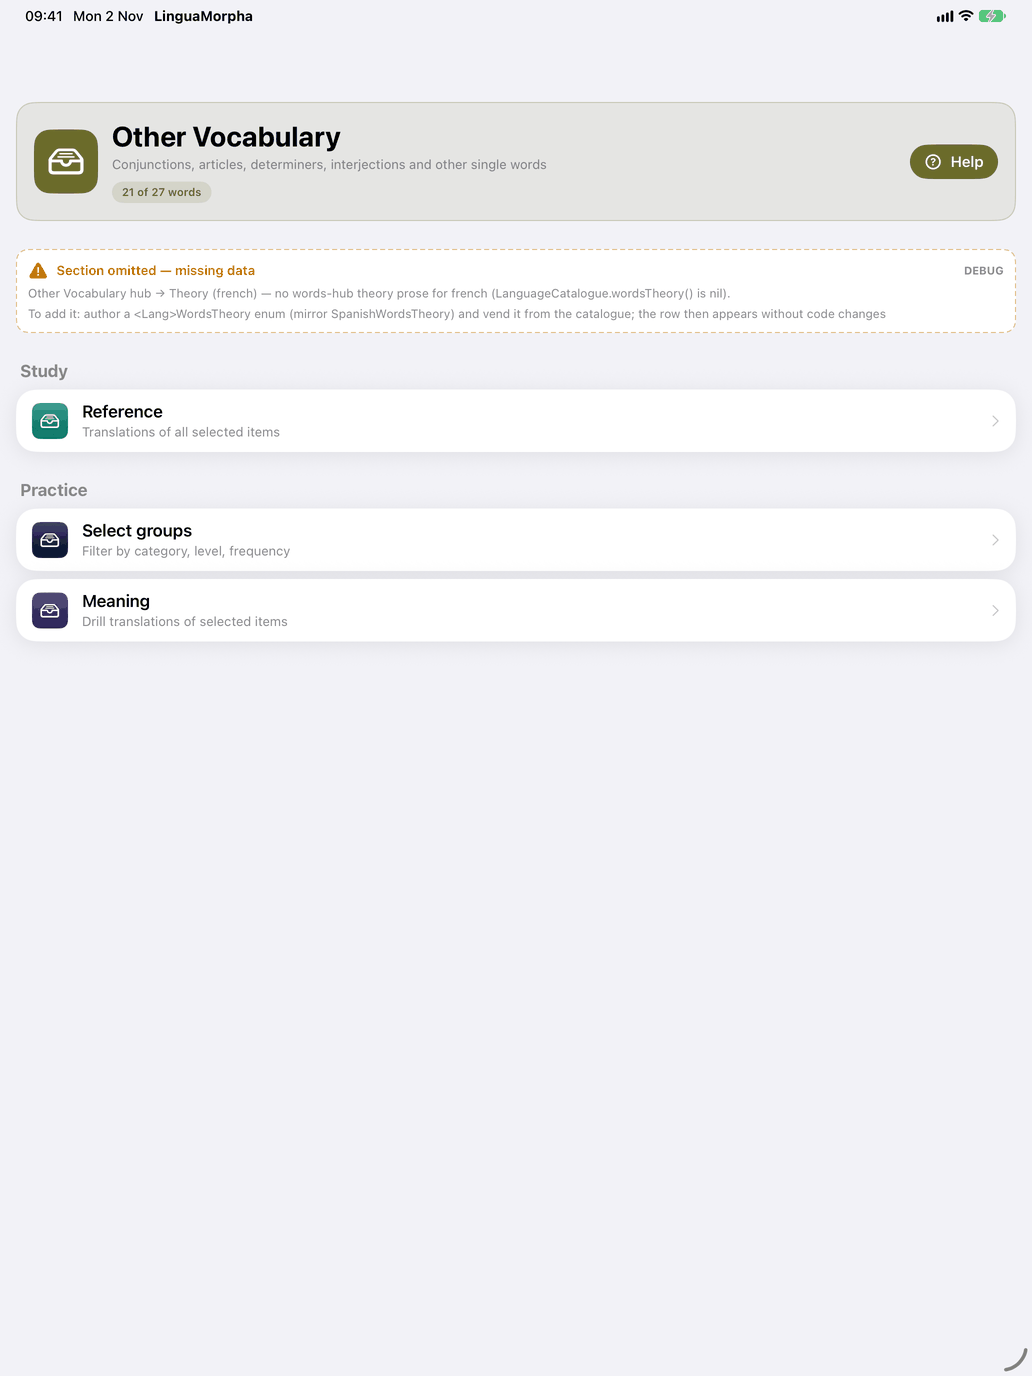 09:41 Mon 2 Nov LinguaMorpha
Other Vocabulary
Conjunctions, articles, determiners, interjections and other single words
21 of 27 words
Help
Section omitted — missing data
DEBUG
Other Vocabulary hub → Theory (french) — no words-hub theory prose for french (LanguageCatalogue.wordsTheory() is nil).
To add it: author a <Lang>WordsTheory enum (mirror SpanishWordsTheory) and vend it from the catalogue; the row then appears without code changes
Study
Reference
Translations of all selected items
Practice
Select groups
Filter by category, level, frequency
Meaning
Drill translations of selected items